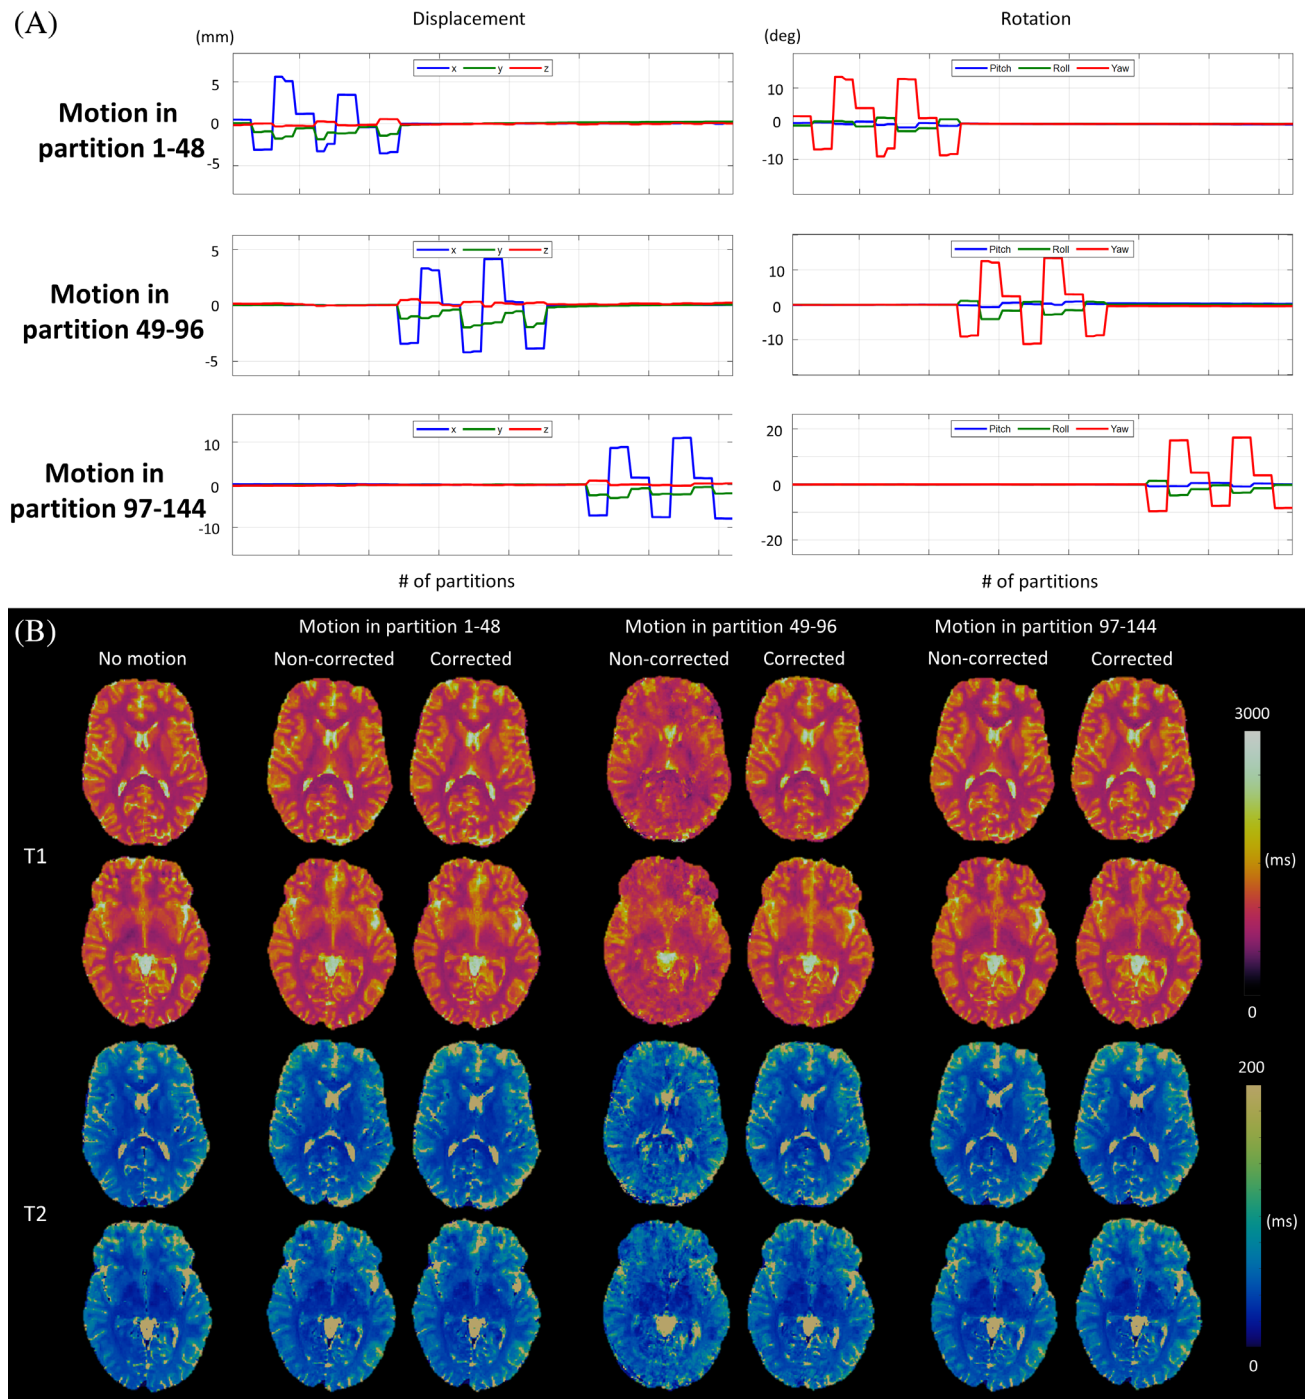 (A)
Displacement
Rotation
(mm)
(deg)
Motion in
partition 1-48
x y z
5
0
-5
Pitch Roll Yaw
10
0
-10
Motion in
partition 49-96
x y z
5
0
-5
Pitch Roll Yaw
10
0
-10
Motion in
partition 97-144
x y z
10
0
-10
Pitch Roll Yaw
20
0
-20
# of partitions
# of partitions
(B)
Motion in partition 1-48
Motion in partition 49-96
Motion in partition 97-144
No motion
Non-corrected
Corrected
Non-corrected
Corrected
Non-corrected
Corrected
3000
T1
(ms)
0
200
T2
(ms)
0